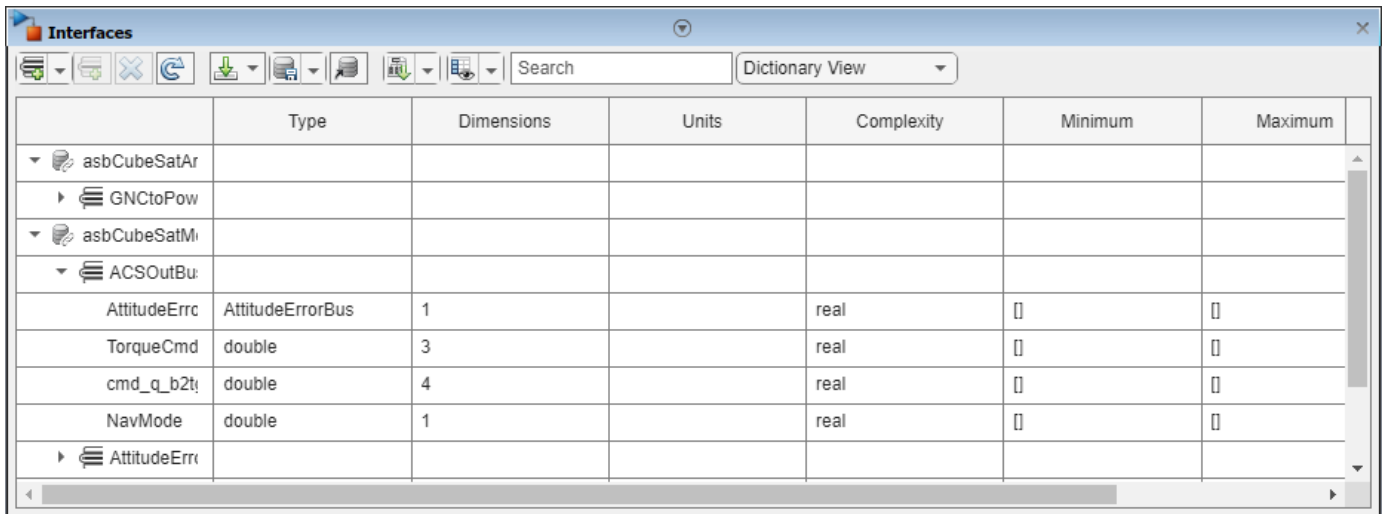 Interfaces
Search Dictionary View
Type Dimensions Units Complexity Minimum Maximum
asbCubeSatAr
GNCtoPow
asbCubeSatM
ACSOutBu
AttitudeErrc AttitudeErrorBus 1 real [] []
TorqueCmd double 3 real [] []
cmd_q_b2t double 4 real [] []
NavMode double 1 real [] []
AttitudeErr